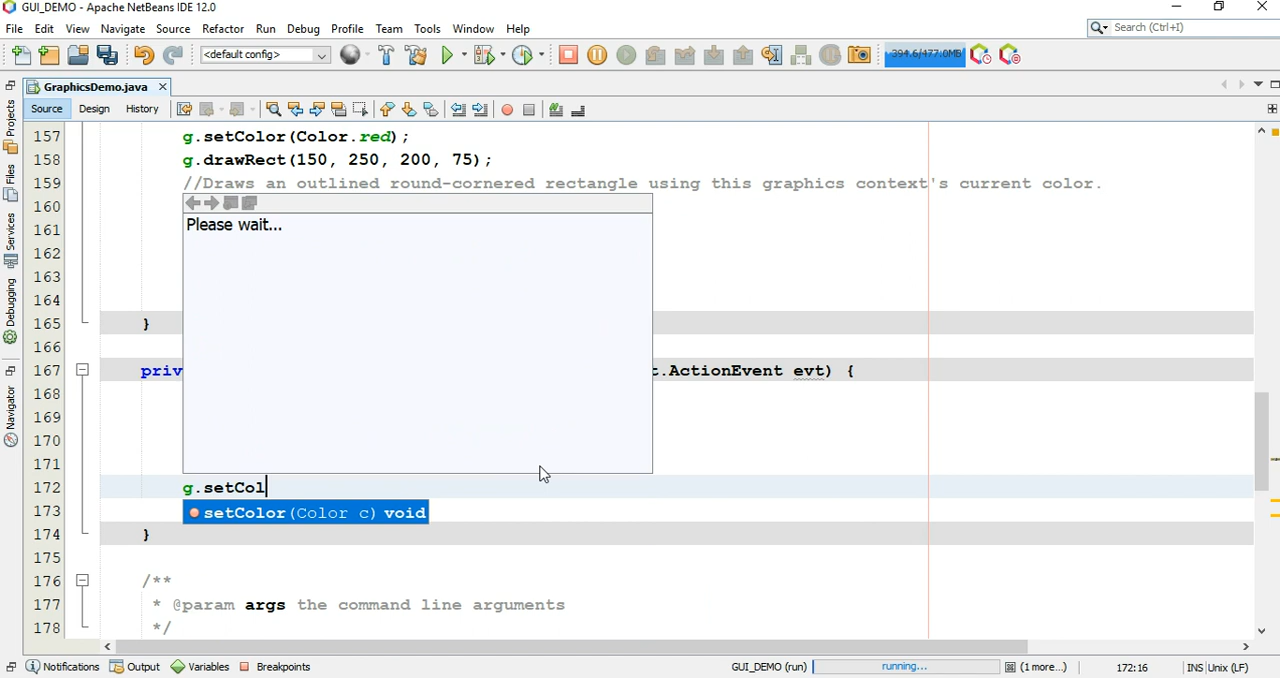 GUI_DEMO - Apache NetBeans IDE 12.0
File Edit View Navigate Source Refactor Run Debug Profile Team Tools Window Help
Search (Ctrl+I)
<default config>
394.6/477.0MB
GraphicsDemo.java
Source Design History
Projects
Files
Services
Debugging
Navigator
157 g.setColor(Color.red);
158 g.drawRect(150, 250, 200, 75);
159 //Draws an outlined round-cornered rectangle using this graphics context's current color.
160
Please wait...
161
162
163
164
165 }
166
167 priv t.ActionEvent evt) {
168
169
170
171
172 g.setCol
173 setColor(Color c) void
174 }
175
176 /**
177 * @param args the command line arguments
178 */
Notifications Output Variables Breakpoints GUI_DEMO (run) running... (1 more...) 172:16 INS Unix (LF)